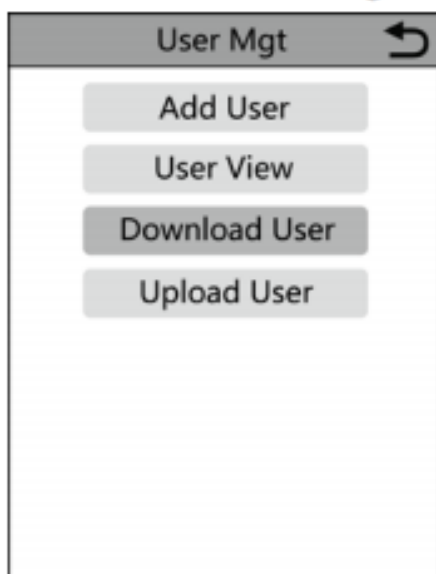 User Mgt
Add User
User View
Download User
Upload User